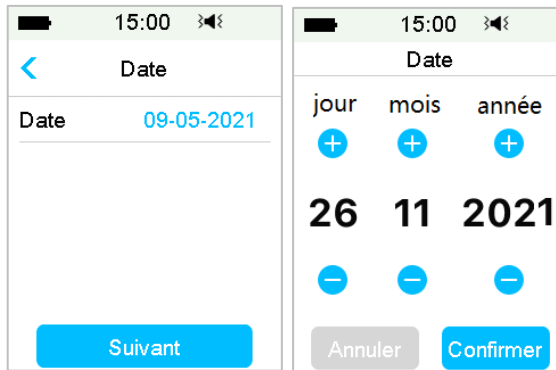 15:00
Date
Date 09-05-2021
Suivant
15:00
Date
jour mois année
26 11 2021
Annuler Confirmer